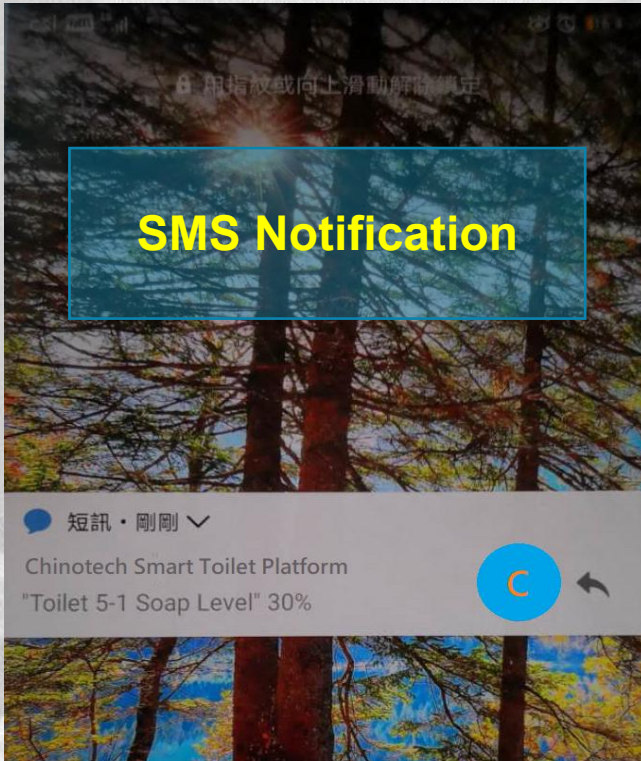 用指紋或向上滑動解除鎖定
SMS Notification
短訊・剛剛
Chinotech Smart Toilet Platform
"Toilet 5-1 Soap Level" 30%
C